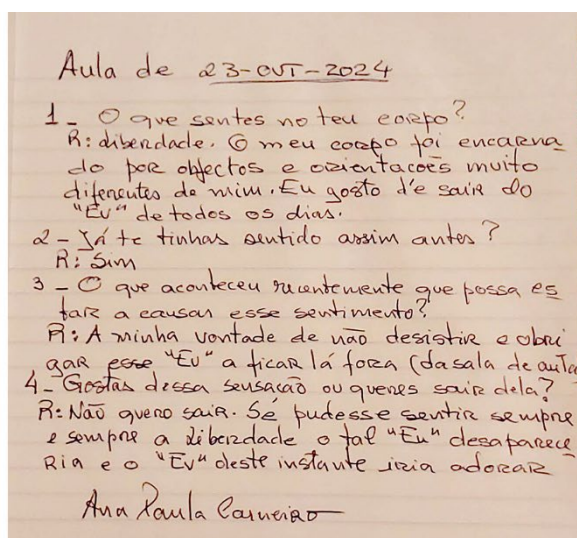 Aula de 23-OUT-2024
1 - O que sentes no teu corpo?
R: Liberdade. O meu corpo foi encarna
do por objectos e orientacoes muito
diferentes de mim. Eu gosto d'e sair do
"Eu" de todos os dias.
2 - Já te tinhas sentido assim antes?
R: Sim
3 - O que aconteceu recentemente que possa es
tar a causar esse sentimento?
R: A minha vontade de não desistir e obri
gar esse "Eu" a ficar lá fora (da sala de aula
4 - Gostas dessa sensacão ou queres sair dela?
R: Não quero sair. Se pudesse sentir sempre
e sempre a liberdade o tal "Eu" desaparece
Ria e o "Eu" deste instante iria adorar
Ana Paula Carneiro